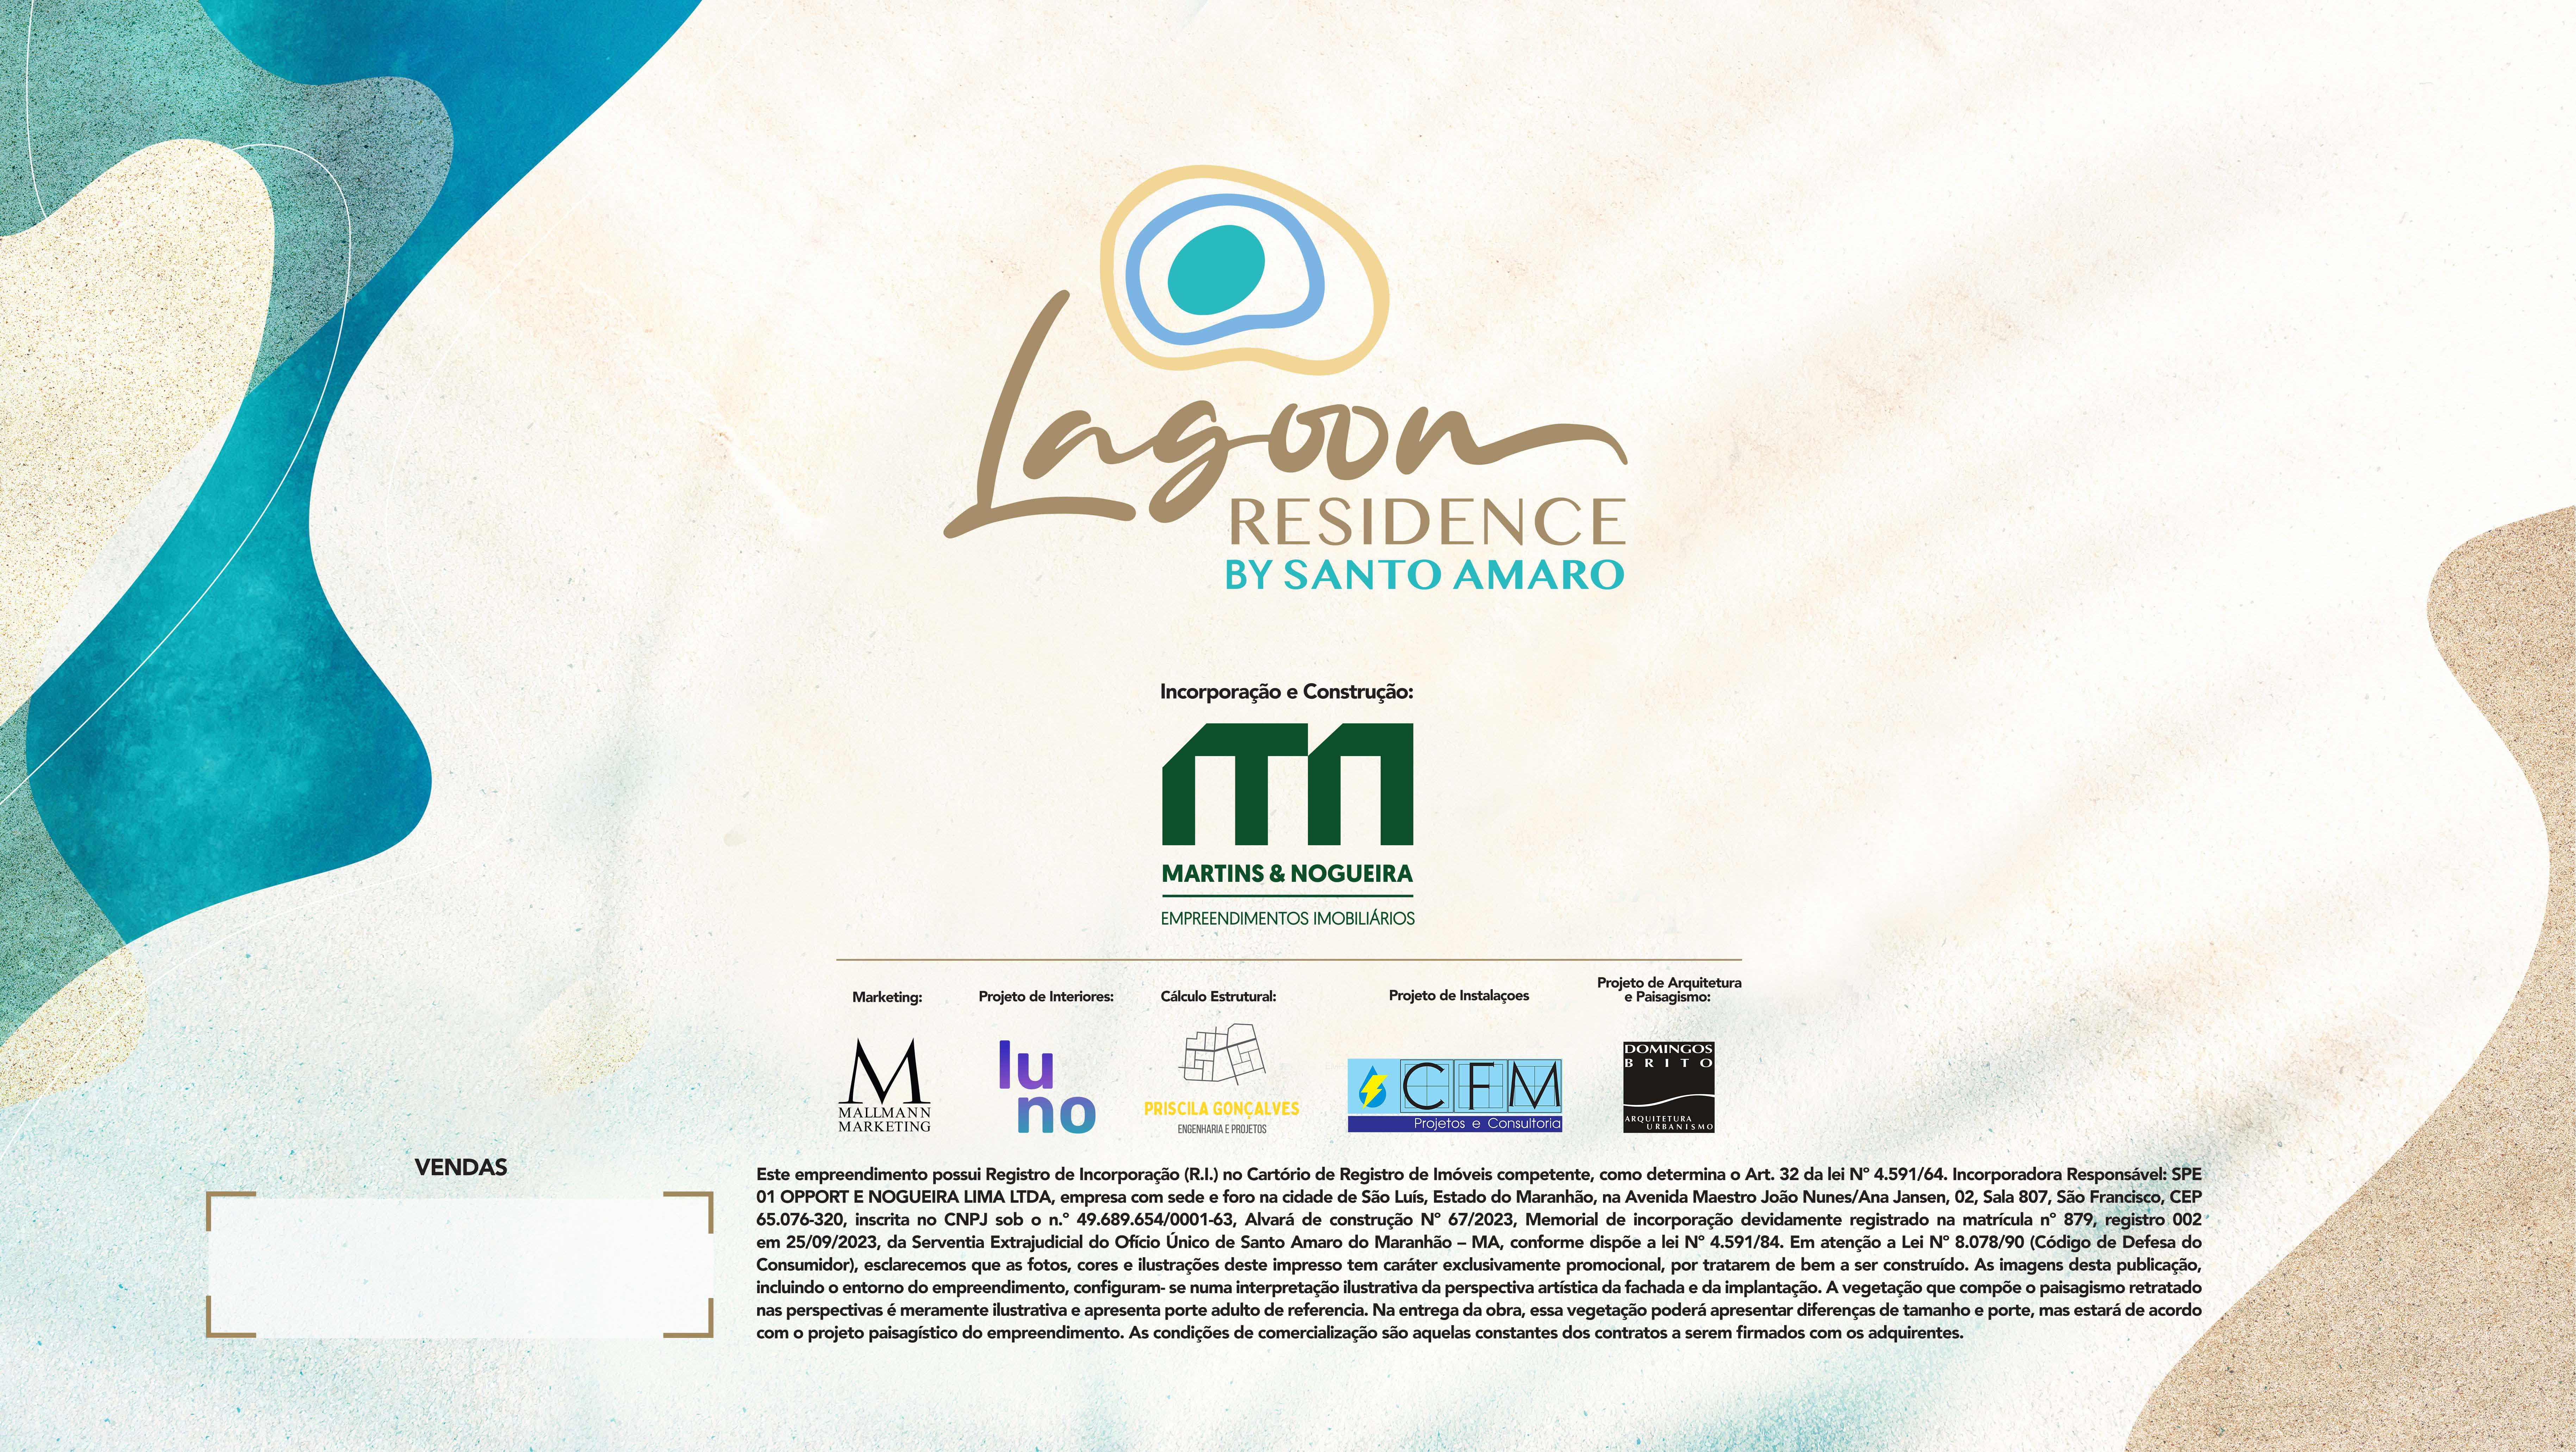 Lagoon
RESIDENCE
BY SANTO AMARO
Incorporação e Construção:
MARTINS & NOGUEIRA
EMPREENDIMENTOS IMOBILIÁRIOS
Marketing:
MALLMANN
MARKETING
Projeto de Interiores:
lu
no
Cálculo Estrutural:
PRISCILA GONÇALVES
ENGENHARIA E PROJETOS
Projeto de Instalaçoes
CFM
Projetos e Consultoria
Projeto de Arquitetura
e Paisagismo:
DOMINGOS
BRITO
ARQUITETURA
URBANISMO
VENDAS
Este empreendimento possui Registro de Incorporação (R.I.) no Cartório de Registro de Imóveis competente, como determina o Art. 32 da lei Nº 4.591/64. Incorporadora Responsável: SPE
01 OPPORT E NOGUEIRA LIMA LTDA, empresa com sede e foro na cidade de São Luís, Estado do Maranhão, na Avenida Maestro João Nunes/Ana Jansen, 02, Sala 807, São Francisco, CEP
65.076-320, inscrita no CNPJ sob o n.º 49.689.654/0001-63, Alvará de construção Nº 67/2023, Memorial de incorporação devidamente registrado na matrícula nº 879, registro 002
em 25/09/2023, da Serventia Extrajudicial do Ofício Único de Santo Amaro do Maranhão – MA, conforme dispõe a lei Nº 4.591/84. Em atenção a Lei Nº 8.078/90 (Código de Defesa do
Consumidor), esclarecemos que as fotos, cores e ilustrações deste impresso tem caráter exclusivamente promocional, por tratarem de bem a ser construído. As imagens desta publicação,
incluindo o entorno do empreendimento, configuram- se numa interpretação ilustrativa da perspectiva artística da fachada e da implantação. A vegetação que compõe o paisagismo retratado
nas perspectivas é meramente ilustrativa e apresenta porte adulto de referencia. Na entrega da obra, essa vegetação poderá apresentar diferenças de tamanho e porte, mas estará de acordo
com o projeto paisagístico do empreendimento. As condições de comercialização são aquelas constantes dos contratos a serem firmados com os adquirentes.